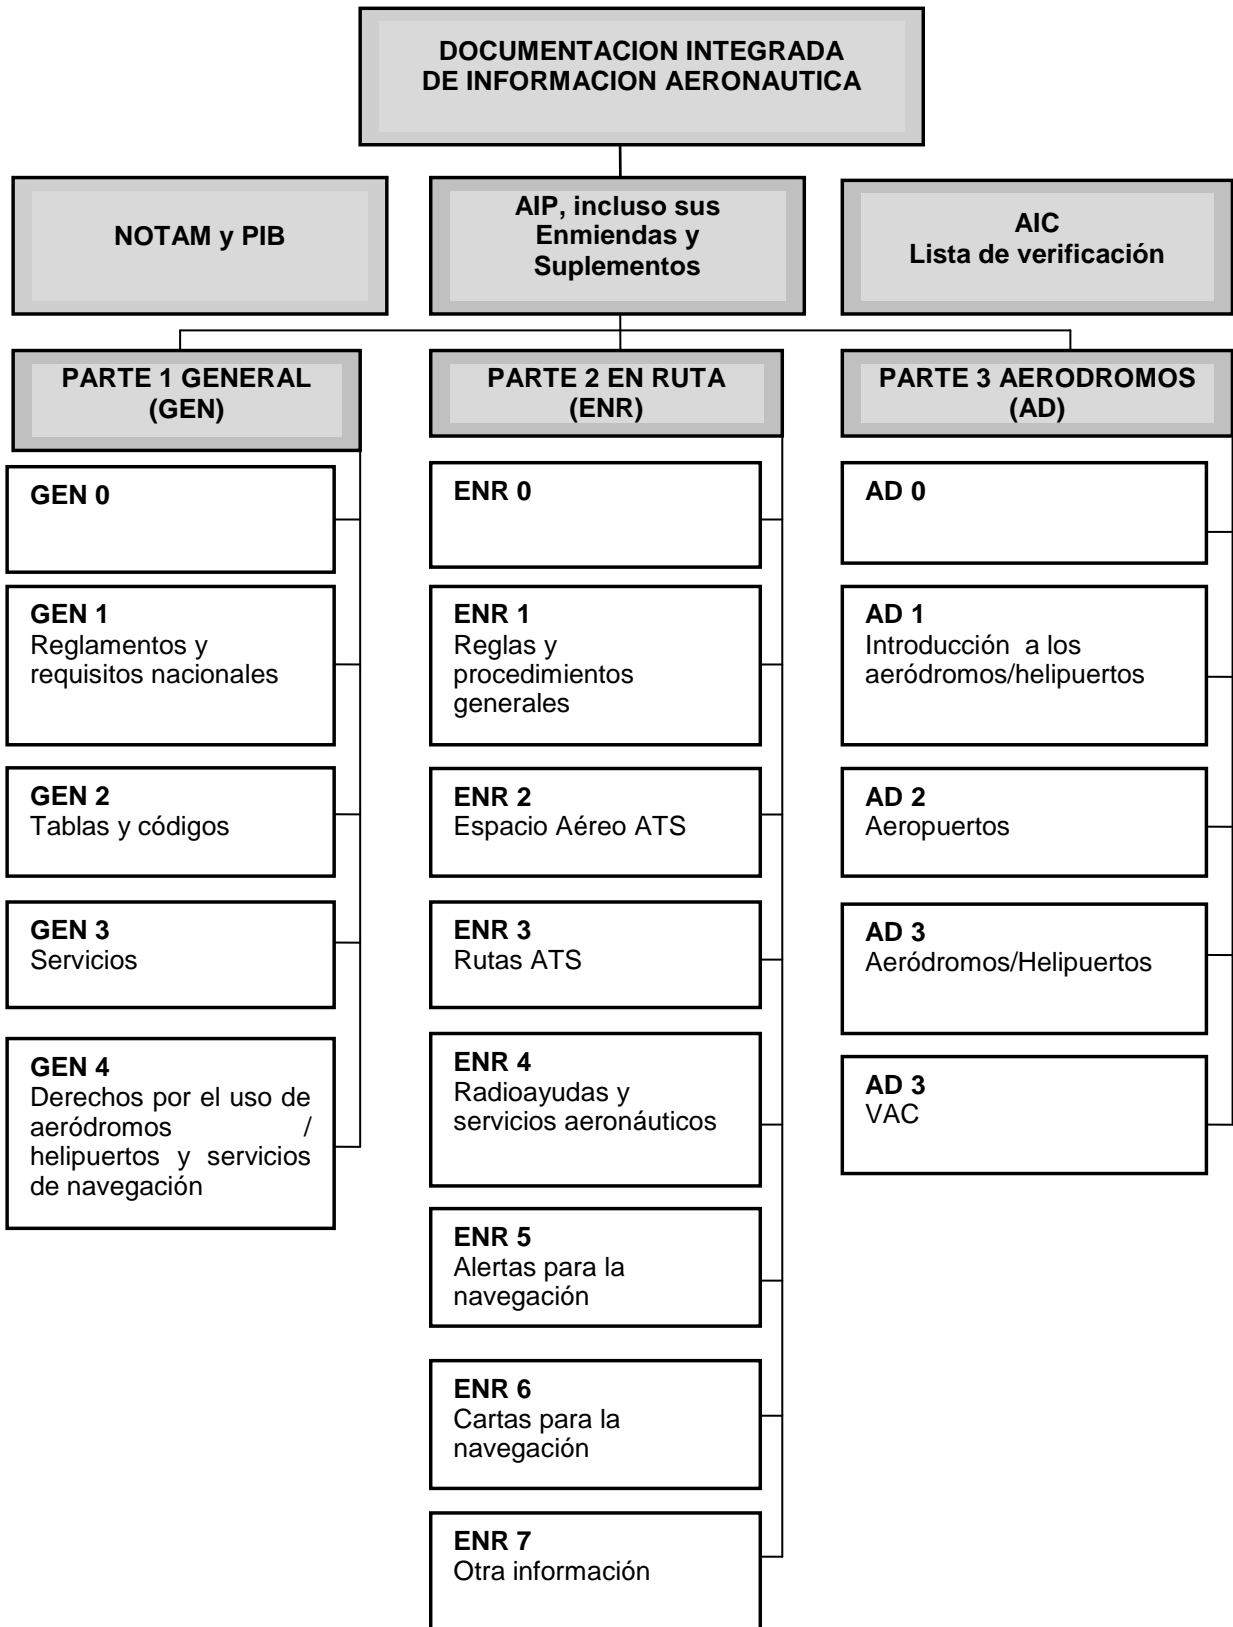 DOCUMENTACION INTEGRADA
DE INFORMACION AERONAUTICA
NOTAM y PIB
AIP, incluso sus
Enmiendas y
Suplementos
AIC
Lista de verificación
PARTE 1 GENERAL
(GEN)
PARTE 2 EN RUTA
(ENR)
PARTE 3 AERODROMOS
(AD)
GEN 0
GEN 1
Reglamentos y
requisitos nacionales
GEN 2
Tablas y códigos
GEN 3
Servicios
GEN 4
Derechos por el uso de
aeródromos /
helipuertos y servicios
de navegación
ENR 0
ENR 1
Reglas y
procedimientos
generales
ENR 2
Espacio Aéreo ATS
ENR 3
Rutas ATS
ENR 4
Radioayudas y
servicios aeronáuticos
ENR 5
Alertas para la
navegación
ENR 6
Cartas para la
navegación
ENR 7
Otra información
AD 0
AD 1
Introducción a los
aeródromos/helipuertos
AD 2
Aeropuertos
AD 3
Aeródromos/Helipuertos
AD 3
VAC